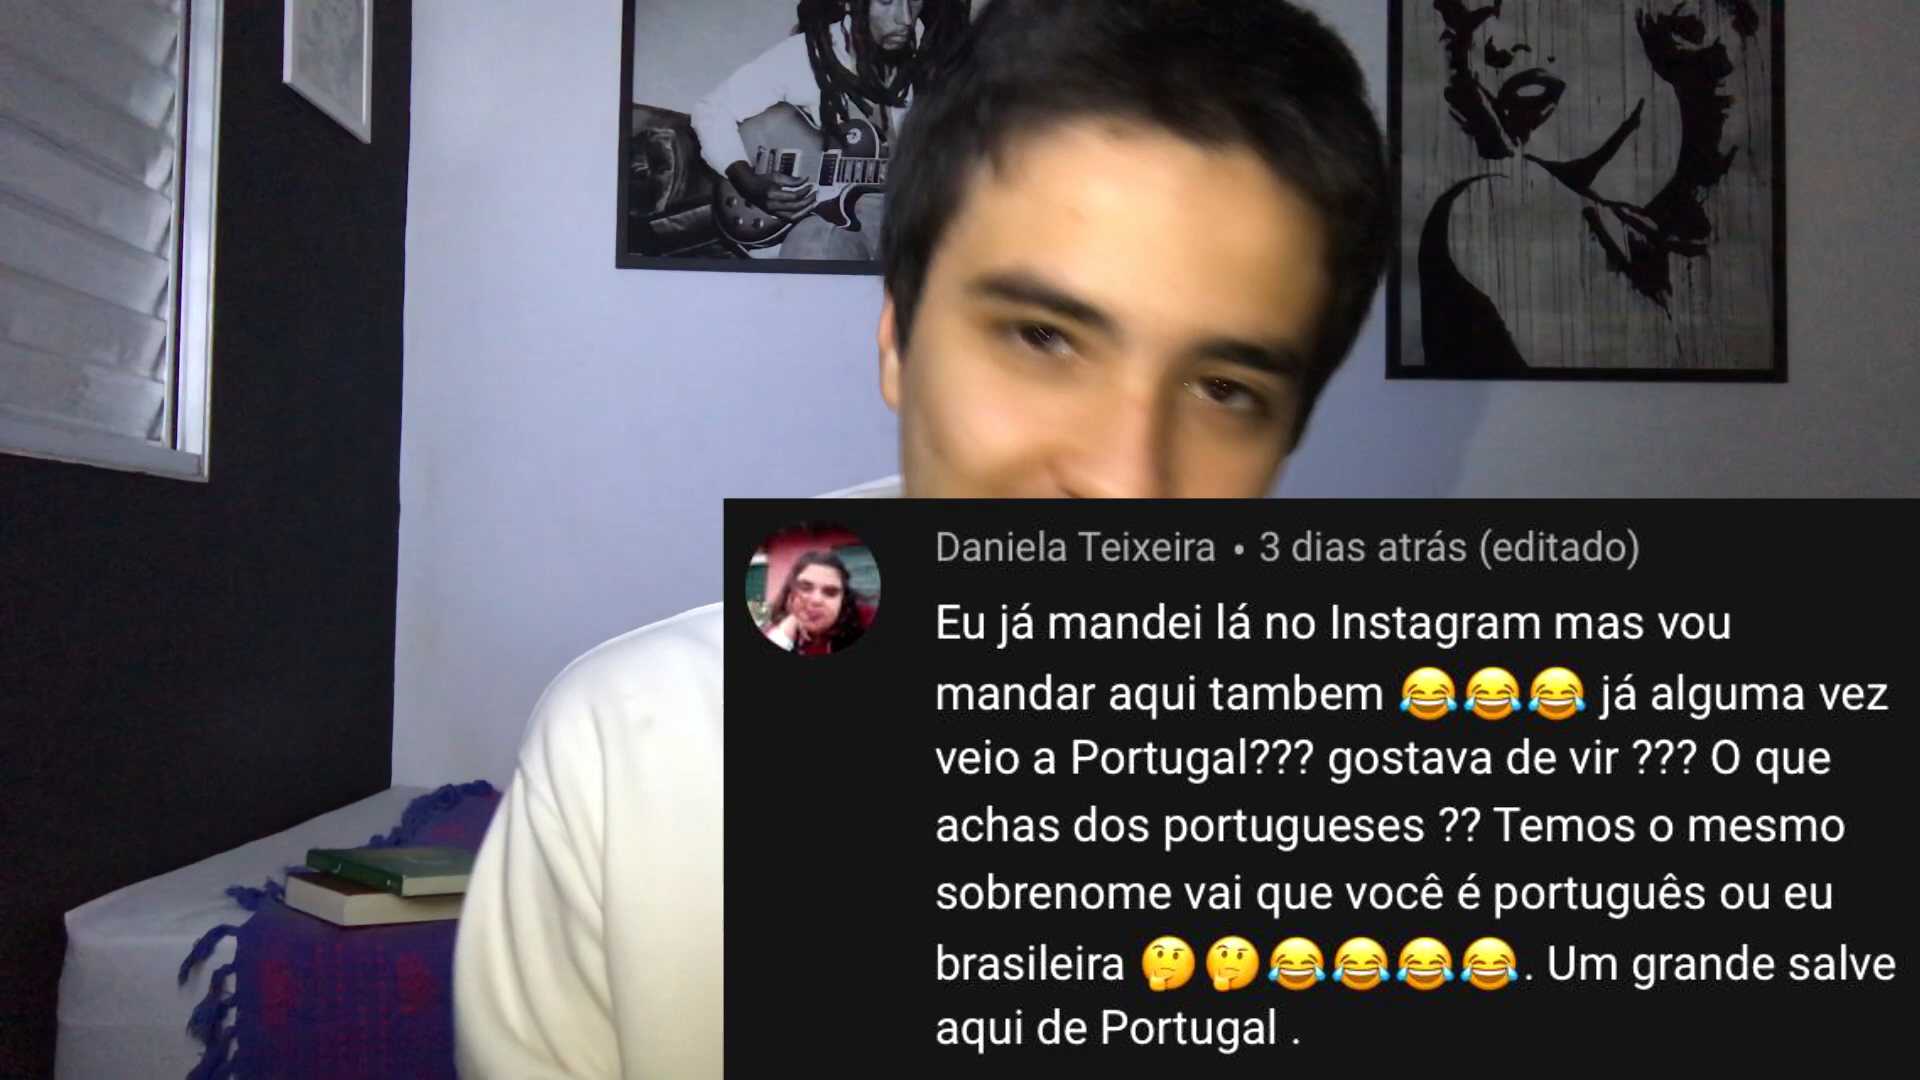 Daniela Teixeira • 3 dias atrás (editado)
Eu já mandei lá no Instagram mas vou
mandar aqui tambem 😂😂😂 já alguma vez
veio a Portugal??? gostava de vir ??? O que
achas dos portugueses ?? Temos o mesmo
sobrenome vai que você é português ou eu
brasileira 🤔🤔😂😂😂😂. Um grande salve
aqui de Portugal .